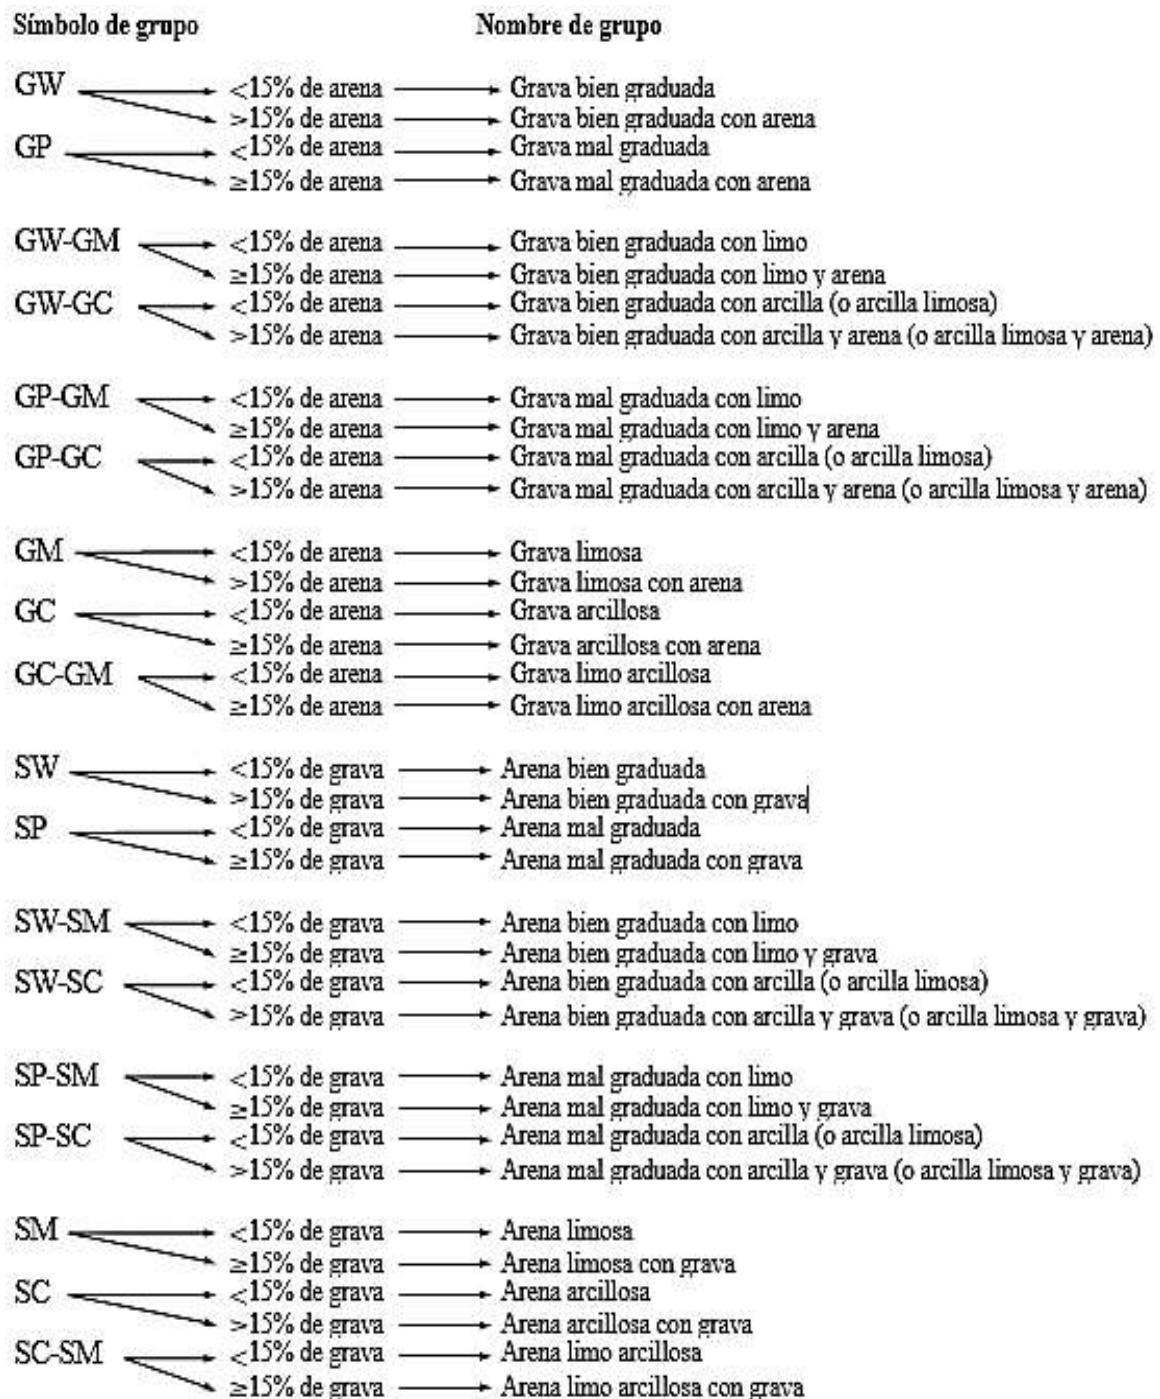 Símbolo de grupo Nombre de grupo
GW <15% de arena Grava bien graduada
>15% de arena Grava bien graduada con arena
GP <15% de arena Grava mal graduada
≥15% de arena Grava mal graduada con arena
GW-GM <15% de arena Grava bien graduada con limo
≥15% de arena Grava bien graduada con limo y arena
GW-GC <15% de arena Grava bien graduada con arcilla (o arcilla limosa)
>15% de arena Grava bien graduada con arcilla y arena (o arcilla limosa y arena)
GP-GM <15% de arena Grava mal graduada con limo
≥15% de arena Grava mal graduada con limo y arena
GP-GC <15% de arena Grava mal graduada con arcilla (o arcilla limosa)
>15% de arena Grava mal graduada con arcilla y arena (o arcilla limosa y arena)
GM <15% de arena Grava limosa
>15% de arena Grava limosa con arena
GC <15% de arena Grava arcillosa
≥15% de arena Grava arcillosa con arena
GC-GM <15% de arena Grava limo arcillosa
≥15% de arena Grava limo arcillosa con arena
SW <15% de grava Arena bien graduada
>15% de grava Arena bien graduada con grava
SP <15% de grava Arena mal graduada
≥15% de grava Arena mal graduada con grava
SW-SM <15% de grava Arena bien graduada con limo
≥15% de grava Arena bien graduada con limo y grava
SW-SC <15% de grava Arena bien graduada con arcilla (o arcilla limosa)
>15% de grava Arena bien graduada con arcilla y grava (o arcilla limosa y grava)
SP-SM <15% de grava Arena mal graduada con limo
≥15% de grava Arena mal graduada con limo y grava
SP-SC <15% de grava Arena mal graduada con arcilla (o arcilla limosa)
>15% de grava Arena mal graduada con arcilla y grava (o arcilla limosa y grava)
SM <15% de grava Arena limosa
≥15% de grava Arena limosa con grava
SC <15% de grava Arena arcillosa
>15% de grava Arena arcillosa con grava
SC-SM <15% de grava Arena limo arcillosa
≥15% de grava Arena limo arcillosa con grava